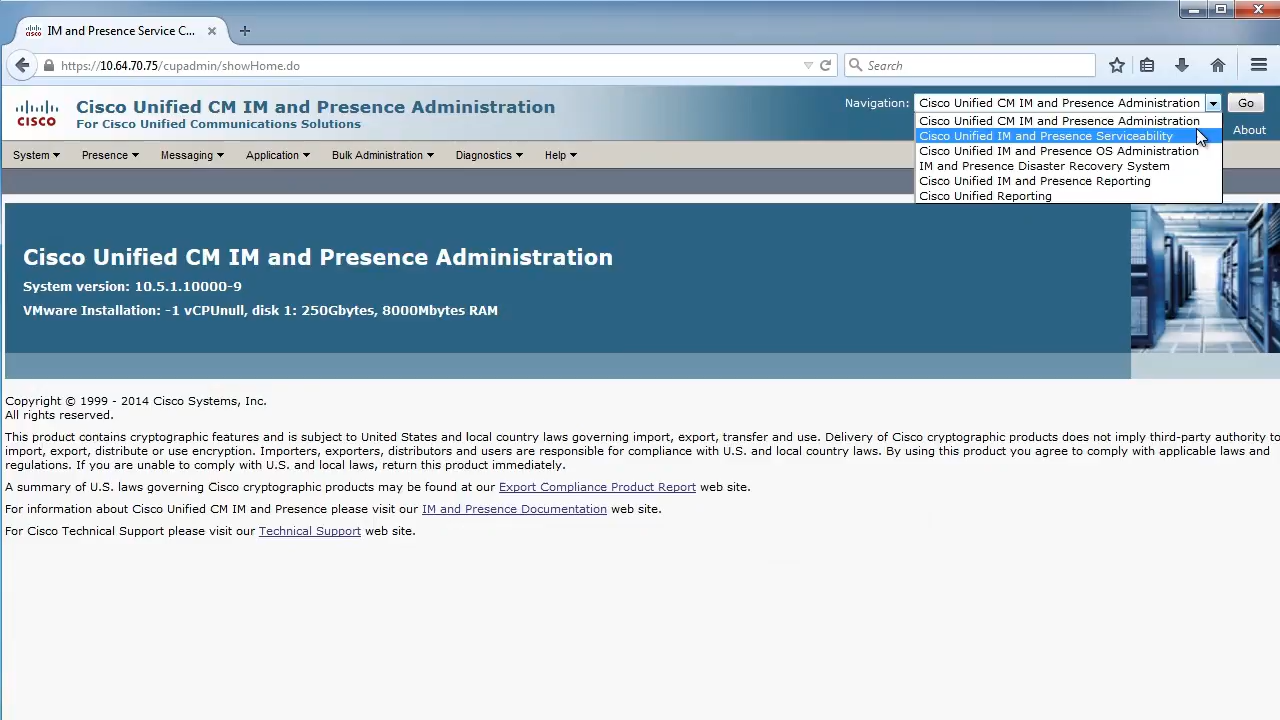 IM and Presence Service C...
https://10.64.70.75/cupadmin/showHome.do
Search
CISCO
Cisco Unified CM IM and Presence Administration
For Cisco Unified Communications Solutions
Navigation: Cisco Unified CM IM and Presence Administration
Go
Cisco Unified CM IM and Presence Administration
Cisco Unified IM and Presence Serviceability
Cisco Unified IM and Presence OS Administration
IM and Presence Disaster Recovery System
Cisco Unified IM and Presence Reporting
Cisco Unified Reporting
About
System Presence Messaging Application Bulk Administration Diagnostics Help
Cisco Unified CM IM and Presence Administration
System version: 10.5.1.10000-9
VMware Installation: -1 vCPUnull, disk 1: 250Gbytes, 8000Mbytes RAM
Copyright © 1999 - 2014 Cisco Systems, Inc.
All rights reserved.
This product contains cryptographic features and is subject to United States and local country laws governing import, export, transfer and use. Delivery of Cisco cryptographic products does not imply third-party authority to
import, export, distribute or use encryption. Importers, exporters, distributors and users are responsible for compliance with U.S. and local country laws. By using this product you agree to comply with applicable laws and
regulations. If you are unable to comply with U.S. and local laws, return this product immediately.
A summary of U.S. laws governing Cisco cryptographic products may be found at our Export Compliance Product Report web site.
For information about Cisco Unified CM IM and Presence please visit our IM and Presence Documentation web site.
For Cisco Technical Support please visit our Technical Support web site.